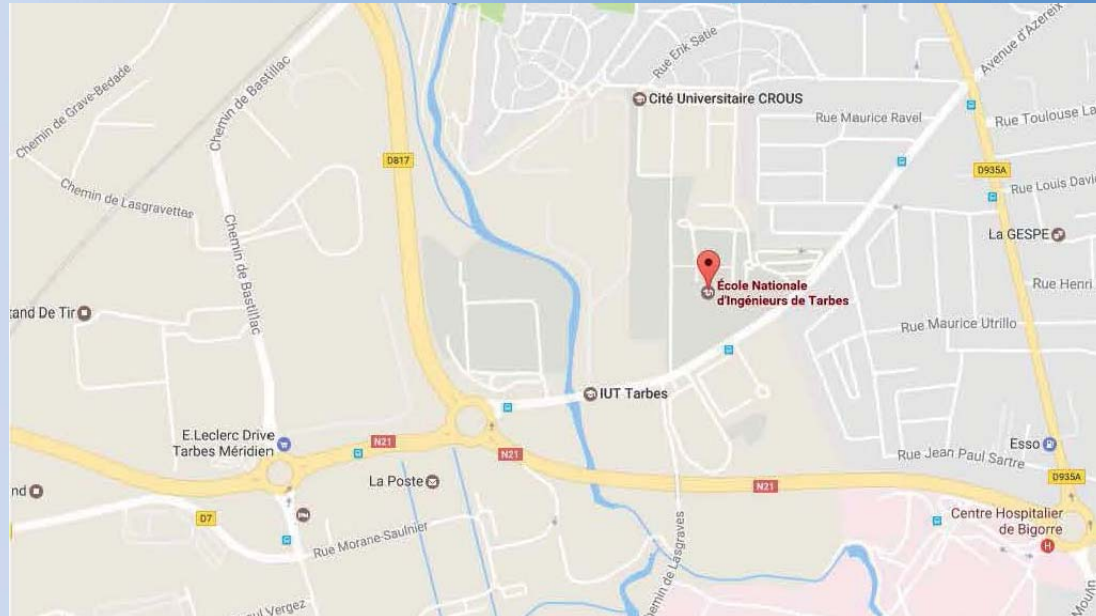 Avenue d'Azereix
Rue Erik Satie
Chemin de Grave-Bedade
Chemin de Bastillac
Cité Universitaire CROUS
Rue Maurice Ravel
Rue Toulouse La
D817
D935A
Rue Louis David
Chemin de Lasgravettes
Chemin de Bastillac
La GESPE
École Nationale
d'Ingénieurs de Tarbes
Rue Henri
tand De Tir
Rue Maurice Utrillo
IUT Tarbes
E.Leclerc Drive
Tarbes Méridien
N21
N21
Esso
Rue Jean Paul Sartre
La Poste
N21
D935A
nd
D7
Centre Hospitalier
de Bigorre
H
Rue Morane-Saulnier
Chemin de Lasgraves
Vergez